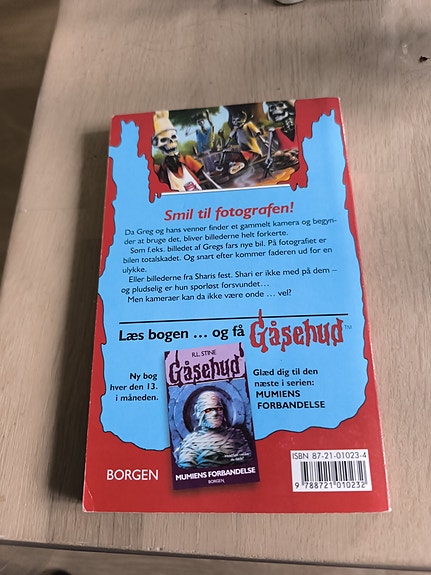 Smil til fotografen!
Da Greg og hans venner finder et gammelt kamera og begyn-
der at bruge det, bliver billederne helt forkerte.
Som f.eks. billedet af Gregs fars nye bil. På fotografiet er
bilen totalskadet. Og snart efter kommer faderen ud for en
ulykke.
Eller billederne fra Sharis fest. Shari er ikke med på dem –
og pludselig er hun sporløst forsvundet…
Men kameraer kan da ikke være onde … vel?
Læs bogen … og få Gåsehud™
Ny bog
hver den 13.
i måneden.
R.L. STINE
Gåsehud
MUMIENS FORBANDELSE
BORGEN
Glæd dig til den
næste i serien:
MUMIENS
FORBANDELSE
BORGEN
ISBN 87-21-01023-4
9 788721 010232